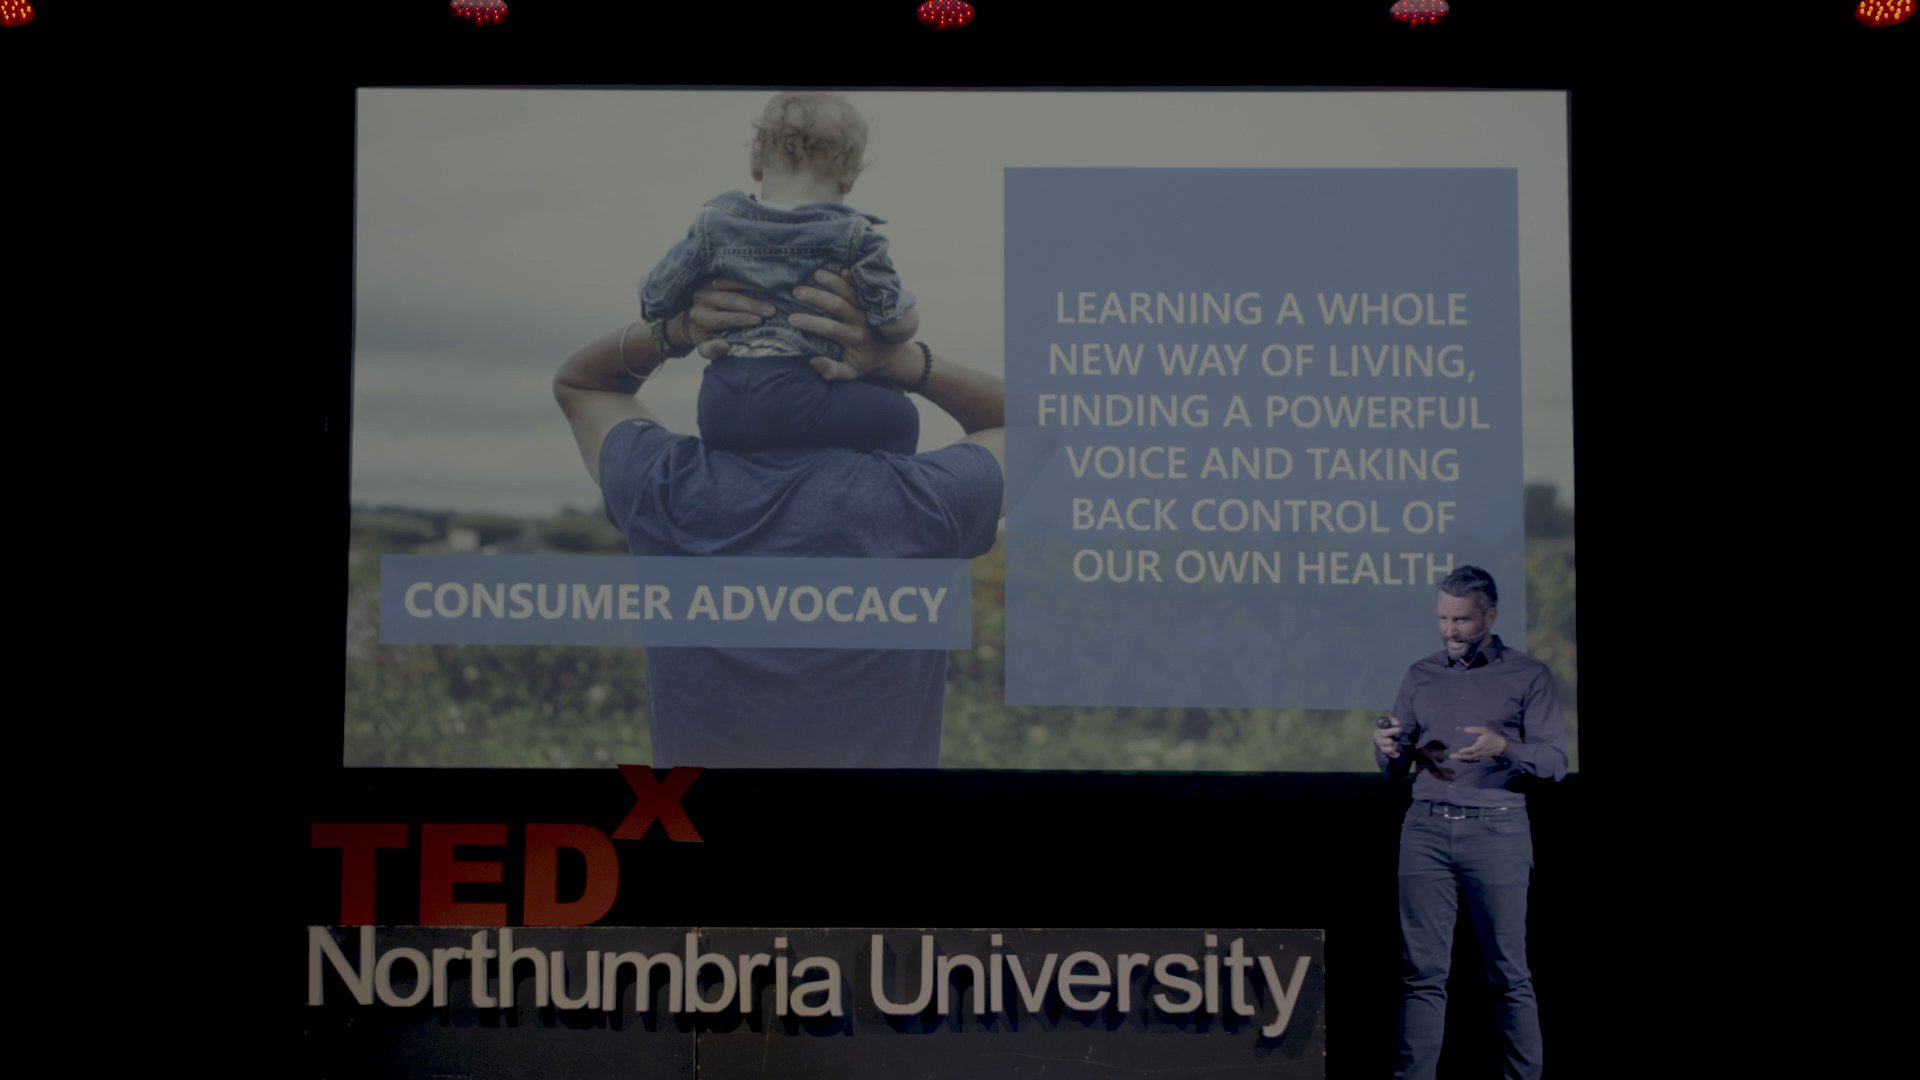 LEARNING A WHOLE
NEW WAY OF LIVING,
FINDING A POWERFUL
VOICE AND TAKING
BACK CONTROL OF
OUR OWN HEALTH
CONSUMER ADVOCACY
TEDx
Northumbria University